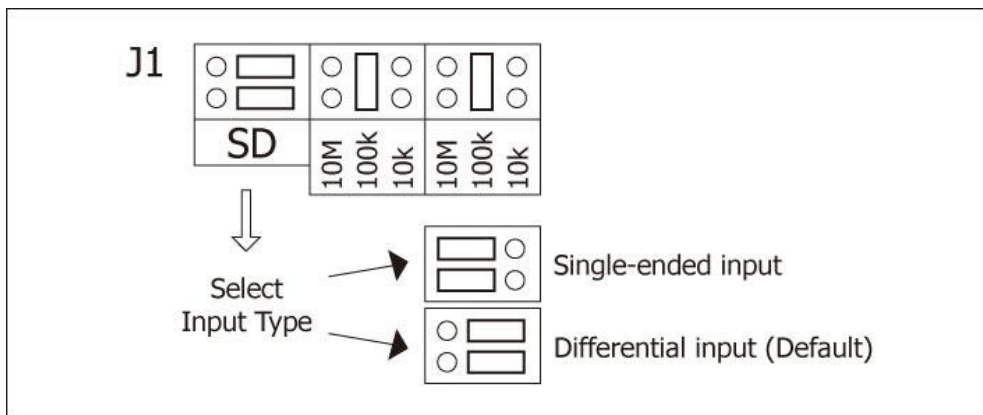 J1
SD
10M
100k
10k
10M
100k
10k
Select
Input Type
Single-ended input
Differential input (Default)